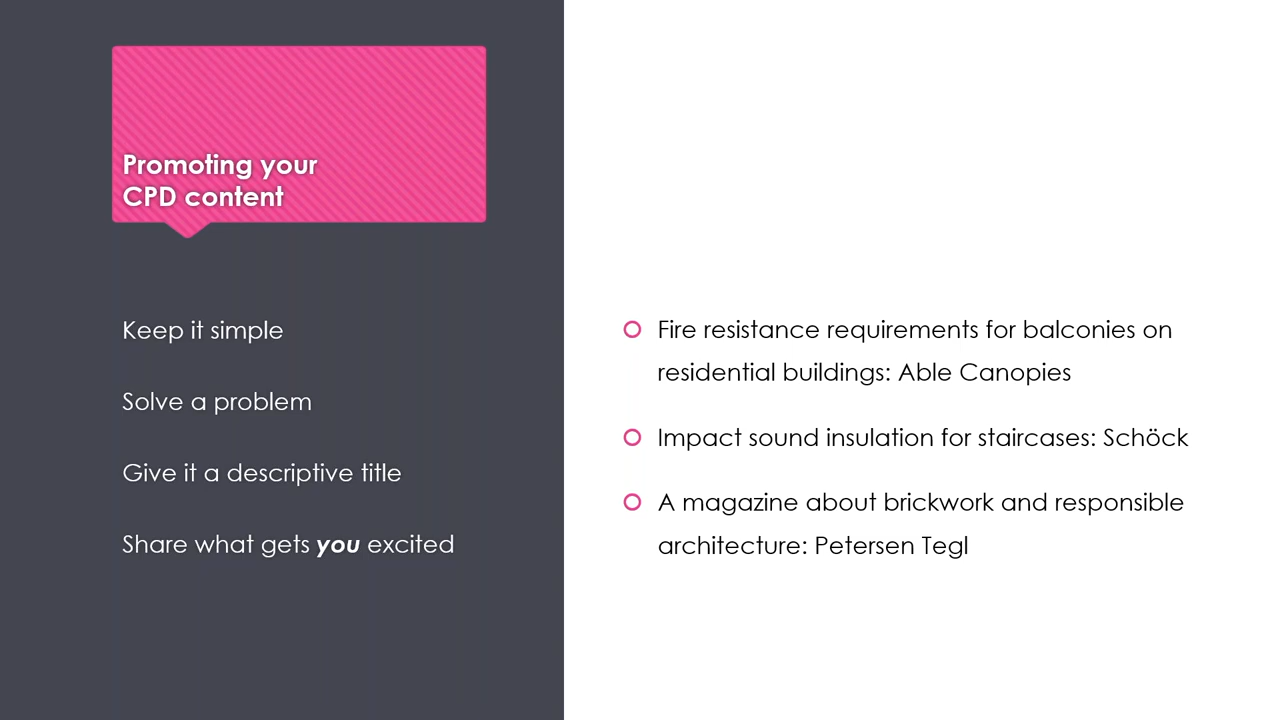 Promoting your
CPD content
Keep it simple
Solve a problem
Give it a descriptive title
Share what gets you excited
Fire resistance requirements for balconies on
residential buildings: Able Canopies
Impact sound insulation for staircases: Schöck
A magazine about brickwork and responsible
architecture: Petersen Tegl